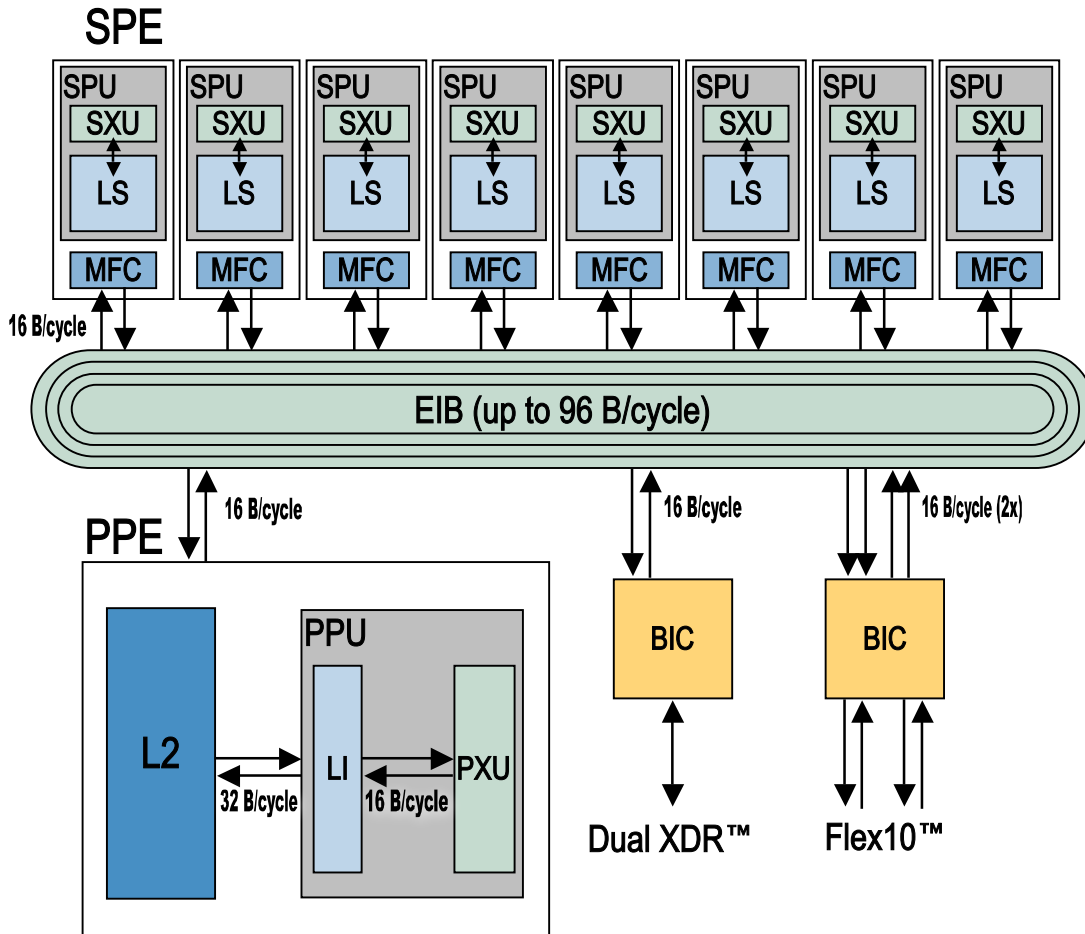 SPE
SPU SPU SPU SPU SPU SPU SPU SPU
SXU SXU SXU SXU SXU SXU SXU SXU
LS LS LS LS LS LS LS LS
MFC MFC MFC MFC MFC MFC MFC MFC
16 B/cycle
EIB (up to 96 B/cycle)
16 B/cycle
16 B/cycle
16 B/cycle (2x)
PPE
PPU
L2
LI
PXU
32 B/cycle
16 B/cycle
BIC
BIC
Dual XDR™
Flex10™